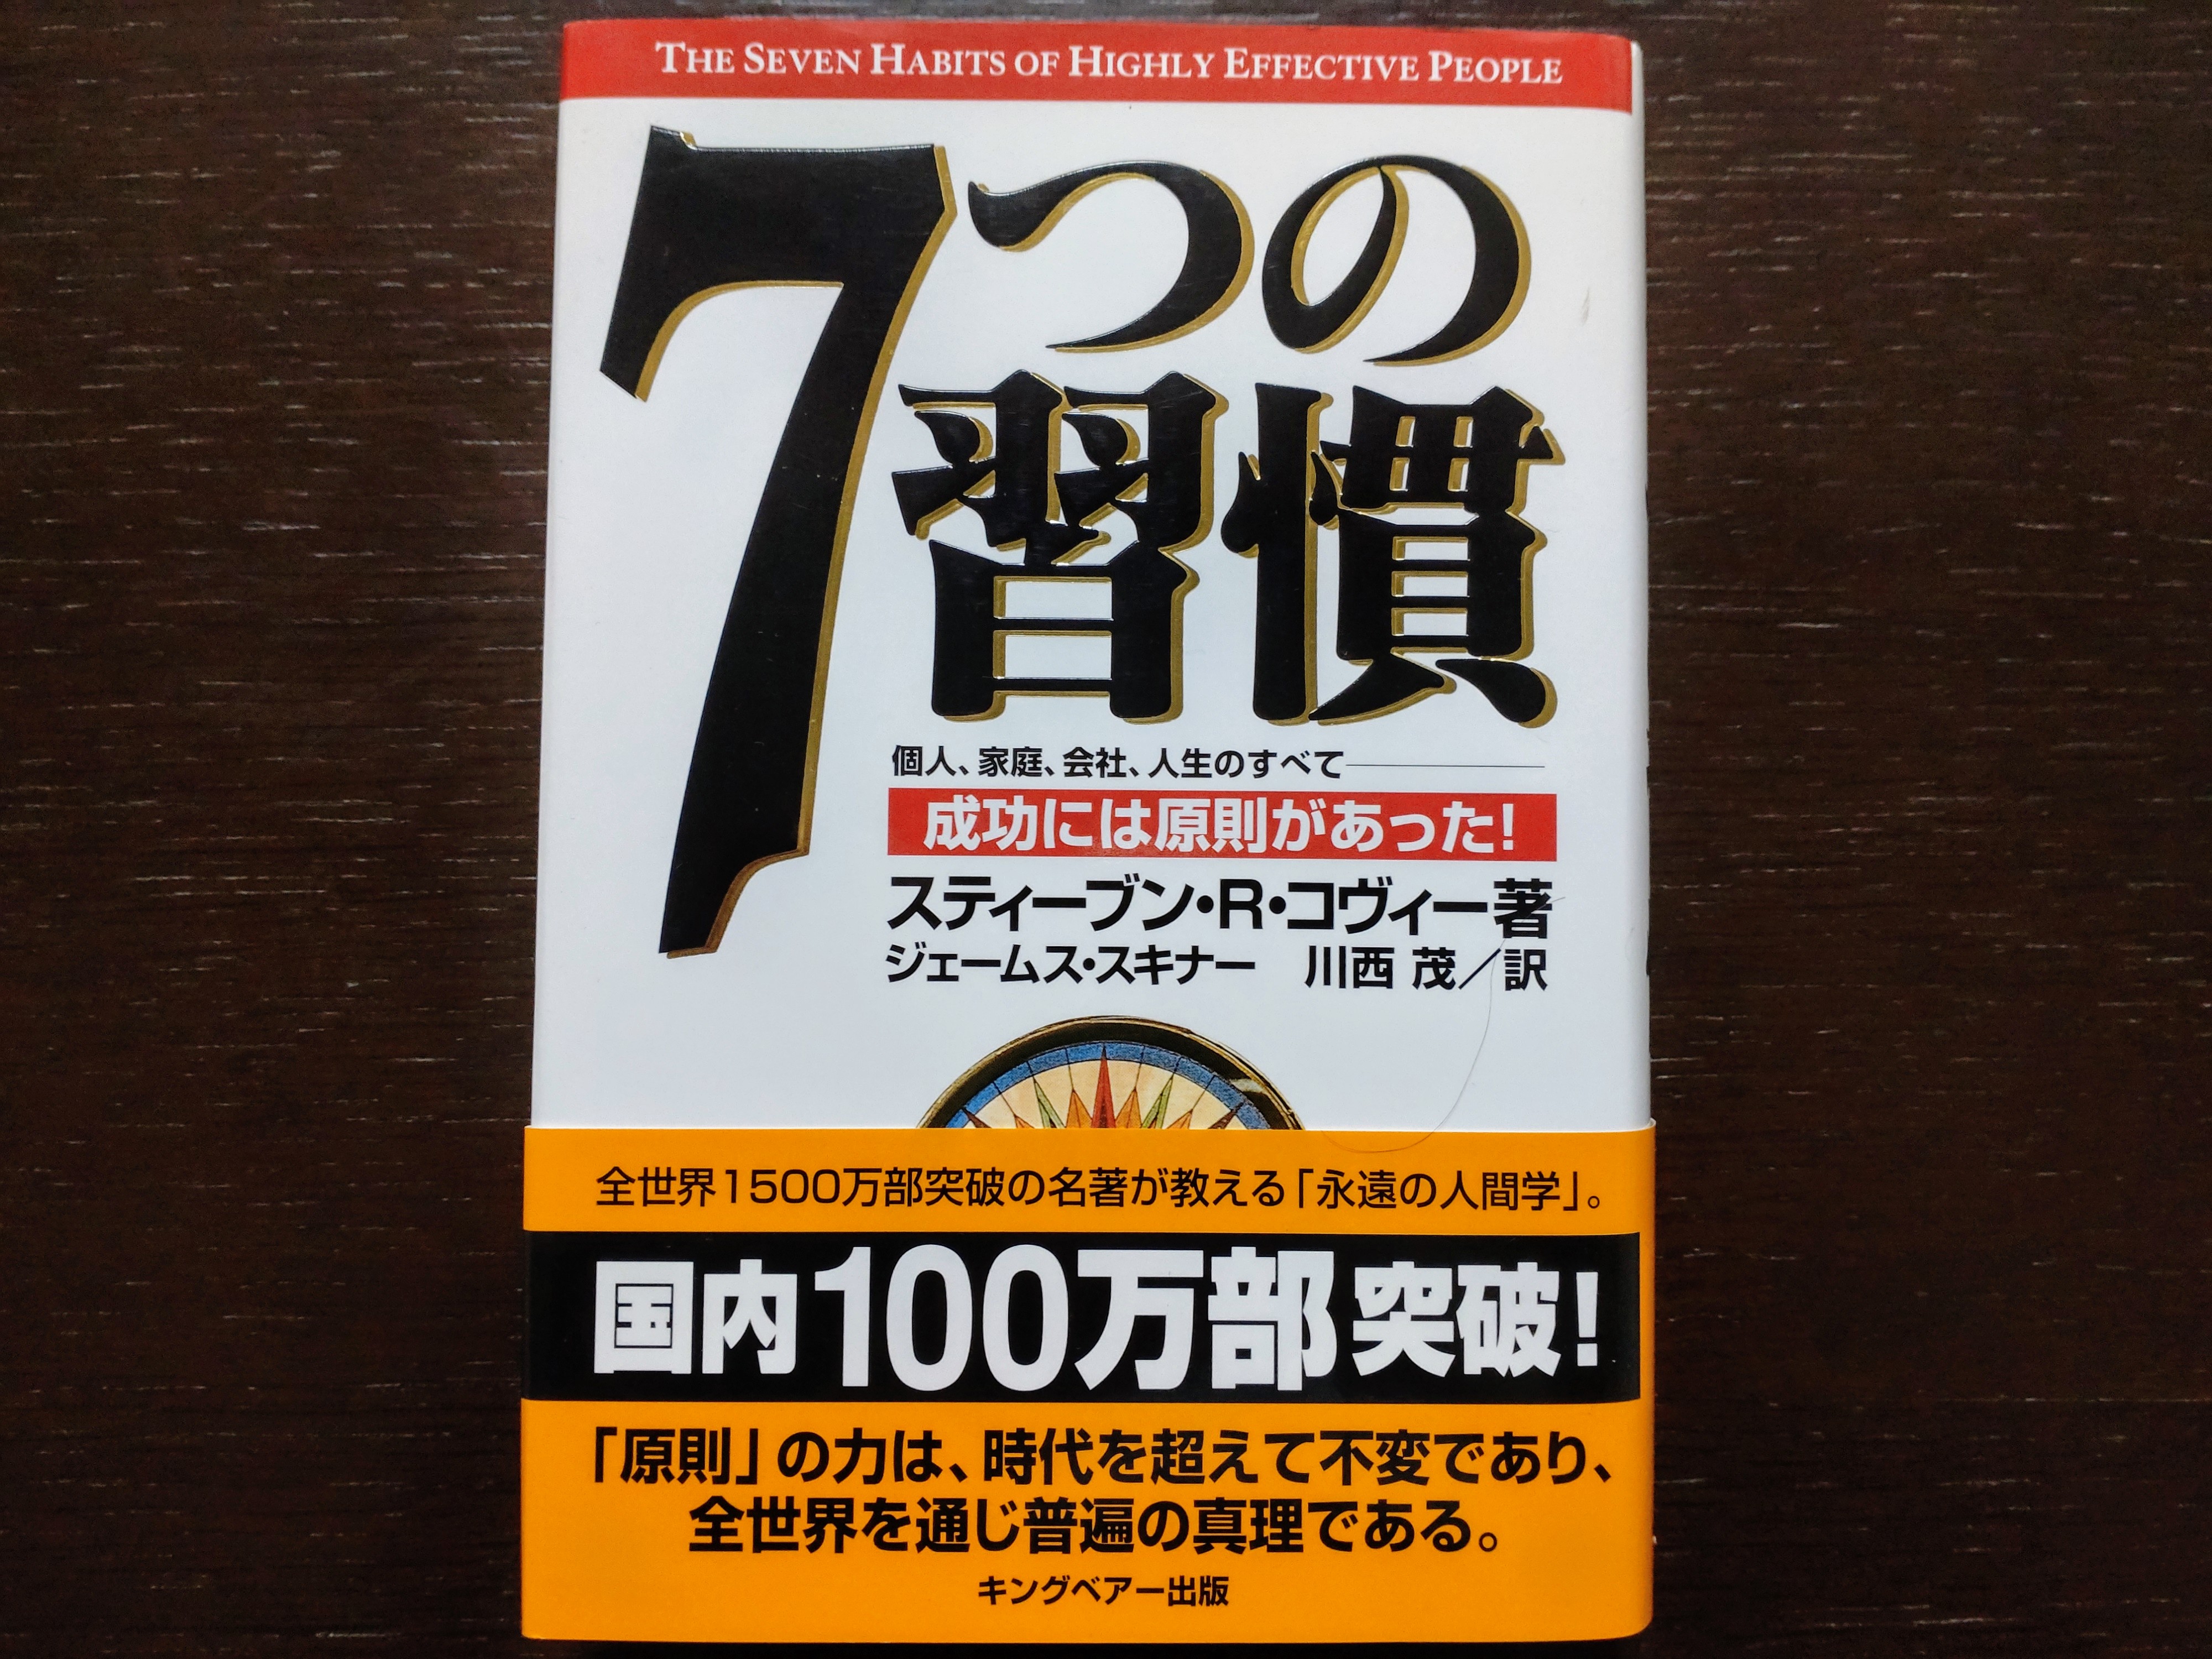 THE SEVEN HABITS OF HIGHLY EFFECTIVE PEOPLE
7つの
習慣
個人、家庭、会社、人生のすべて
成功には原則があった!
スティーブン・R・コヴィー著
ジェームス・スキナー　川西 茂／訳
全世界1500万部突破の名著が教える「永遠の人間学」。
国内100万部突破!
「原則」の力は、時代を超えて不変であり、
全世界を通じ普遍の真理である。
キングベアー出版